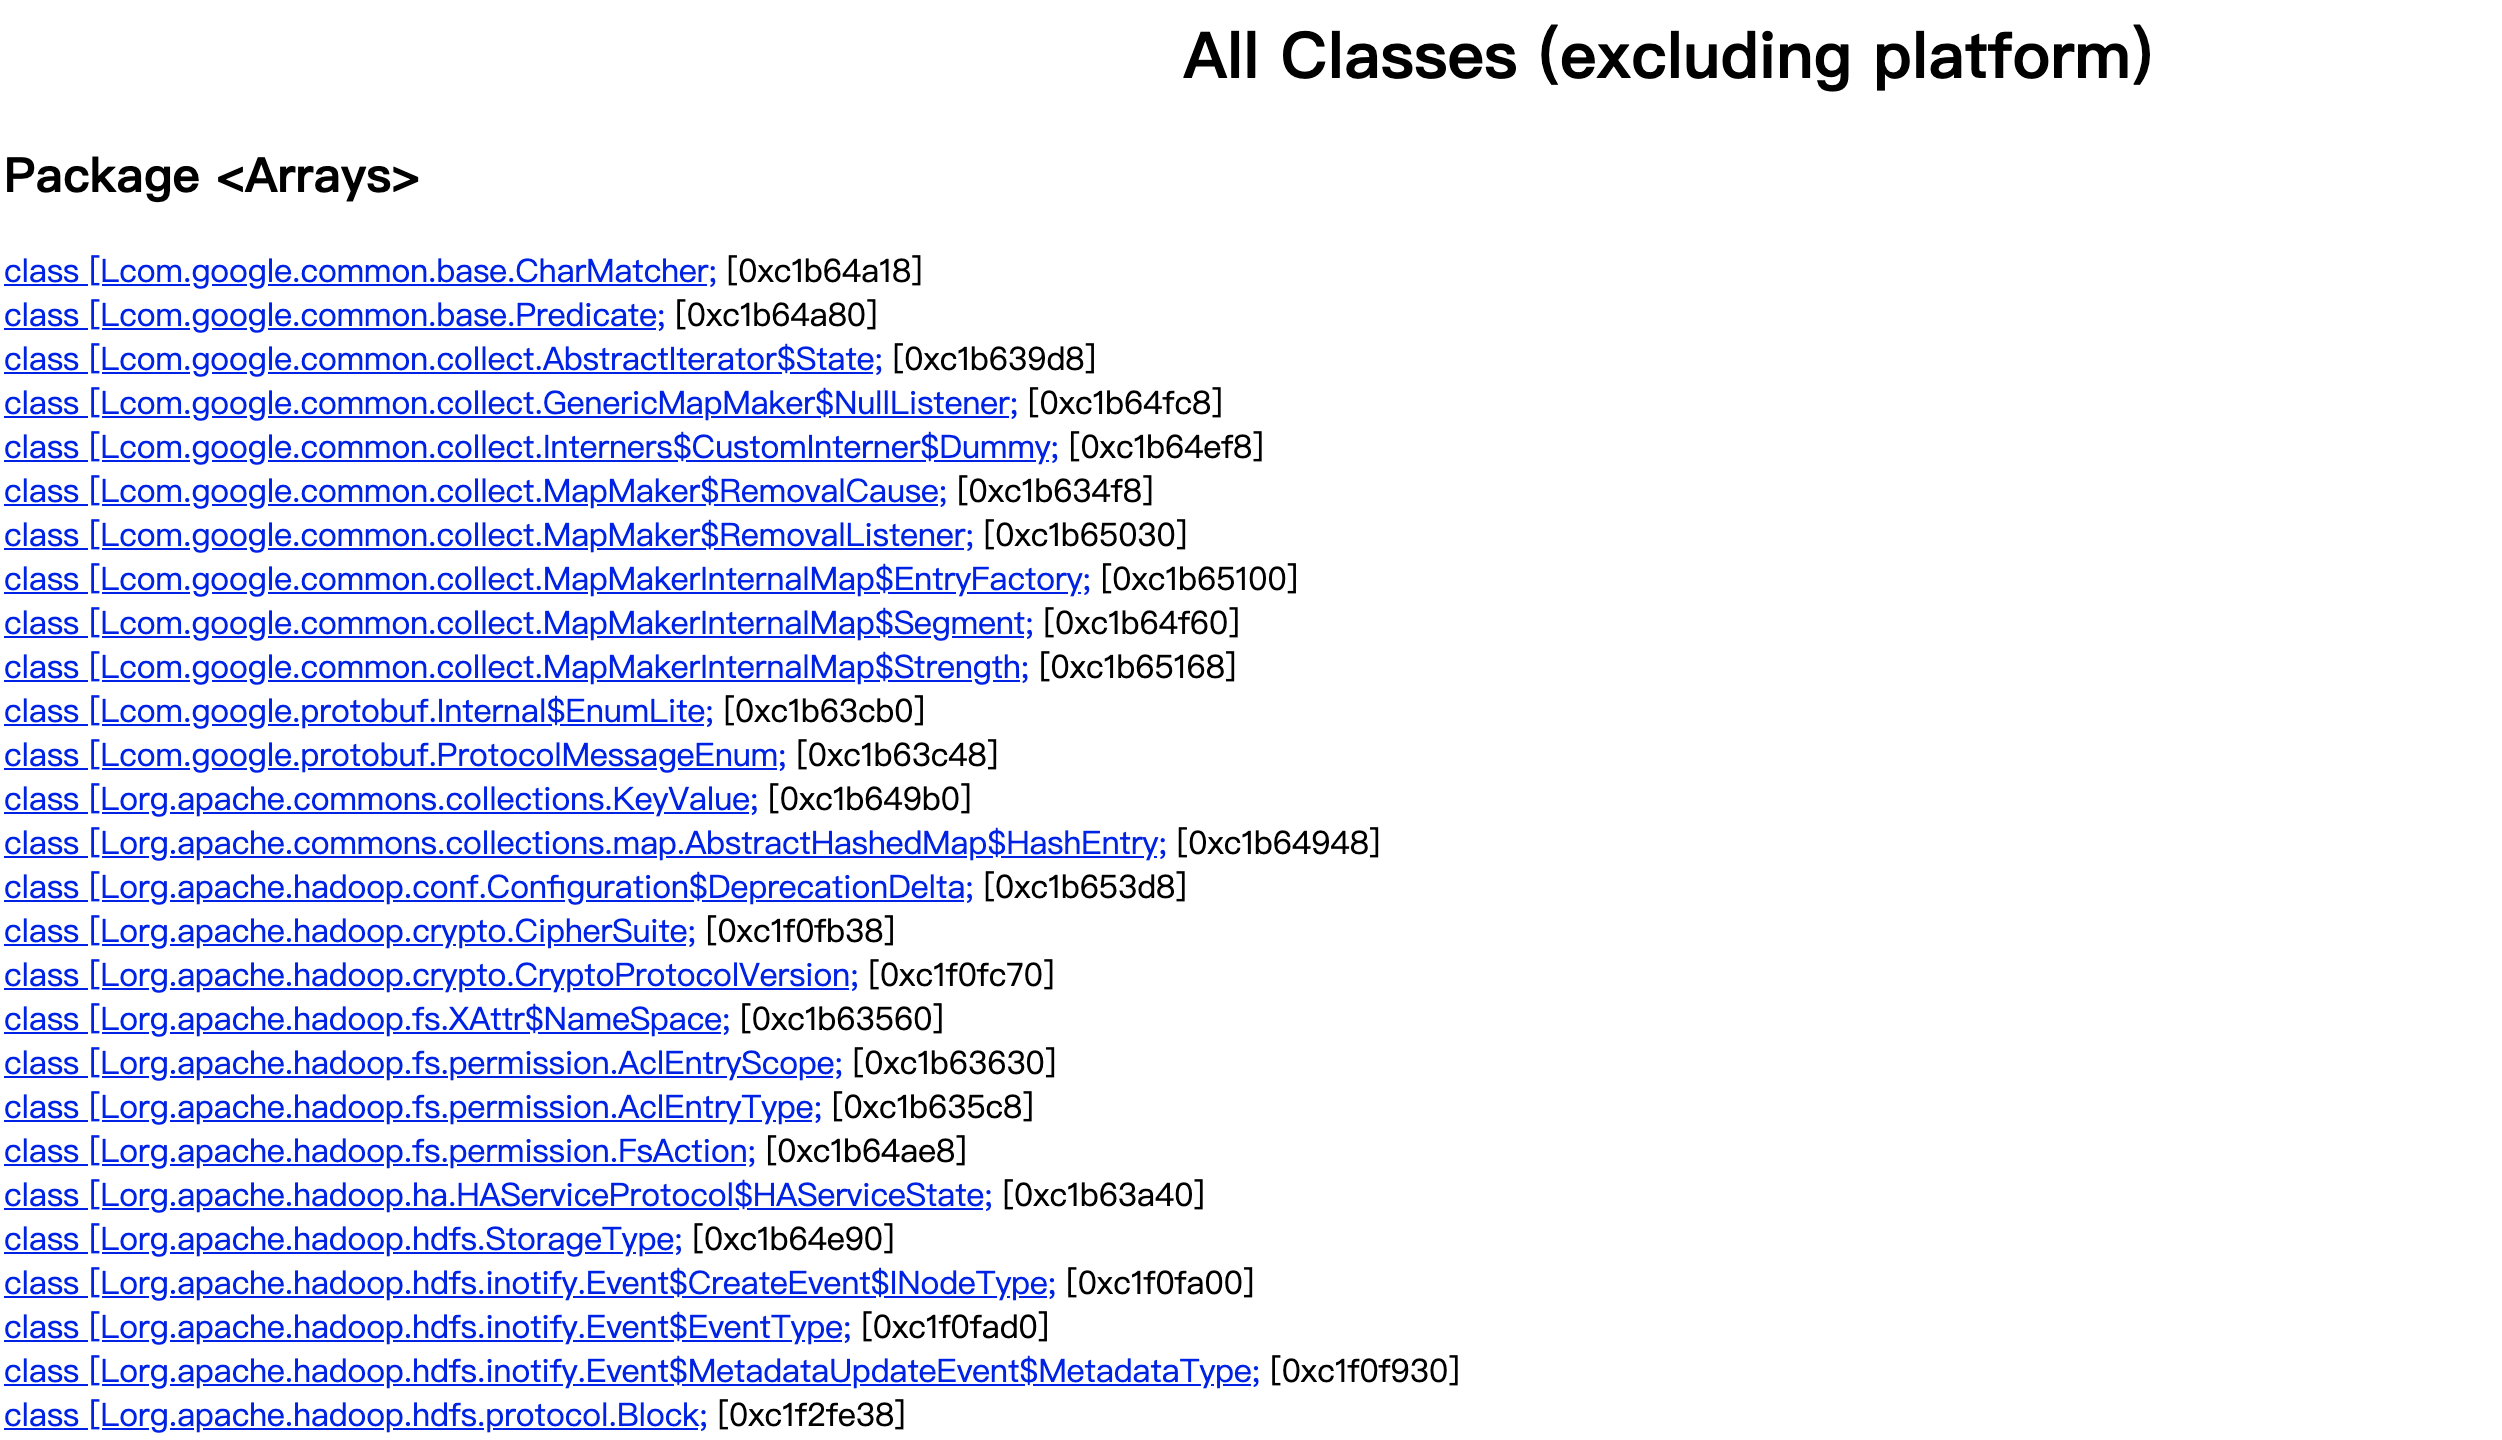 All Classes (excluding platform)
Package <Arrays>
class [Lcom.google.common.base.CharMatcher; [0xc1b64a18]
class [Lcom.google.common.base.Predicate; [0xc1b64a80]
class [Lcom.google.common.collect.AbstractIterator$State; [0xc1b639d8]
class [Lcom.google.common.collect.GenericMapMaker$NullListener; [0xc1b64fc8]
class [Lcom.google.common.collect.Interners$CustomInterner$Dummy; [0xc1b64ef8]
class [Lcom.google.common.collect.MapMaker$RemovalCause; [0xc1b634f8]
class [Lcom.google.common.collect.MapMaker$RemovalListener; [0xc1b65030]
class [Lcom.google.common.collect.MapMakerInternalMap$EntryFactory; [0xc1b65100]
class [Lcom.google.common.collect.MapMakerInternalMap$Segment; [0xc1b64f60]
class [Lcom.google.common.collect.MapMakerInternalMap$Strength; [0xc1b65168]
class [Lcom.google.protobuf.Internal$EnumLite; [0xc1b63cb0]
class [Lcom.google.protobuf.ProtocolMessageEnum; [0xc1b63c48]
class [Lorg.apache.commons.collections.KeyValue; [0xc1b649b0]
class [Lorg.apache.commons.collections.map.AbstractHashedMap$HashEntry; [0xc1b64948]
class [Lorg.apache.hadoop.conf.Configuration$DeprecationDelta; [0xc1b653d8]
class [Lorg.apache.hadoop.crypto.CipherSuite; [0xc1f0fb38]
class [Lorg.apache.hadoop.crypto.CryptoProtocolVersion; [0xc1f0fc70]
class [Lorg.apache.hadoop.fs.XAttr$NameSpace; [0xc1b63560]
class [Lorg.apache.hadoop.fs.permission.AclEntryScope; [0xc1b63630]
class [Lorg.apache.hadoop.fs.permission.AclEntryType; [0xc1b635c8]
class [Lorg.apache.hadoop.fs.permission.FsAction; [0xc1b64ae8]
class [Lorg.apache.hadoop.ha.HAServiceProtocol$HAServiceState; [0xc1b63a40]
class [Lorg.apache.hadoop.hdfs.StorageType; [0xc1b64e90]
class [Lorg.apache.hadoop.hdfs.inotify.Event$CreateEvent$INodeType; [0xc1f0fa00]
class [Lorg.apache.hadoop.hdfs.inotify.Event$EventType; [0xc1f0fad0]
class [Lorg.apache.hadoop.hdfs.inotify.Event$MetadataUpdateEvent$MetadataType; [0xc1f0f930]
class [Lorg.apache.hadoop.hdfs.protocol.Block; [0xc1f2fe38]